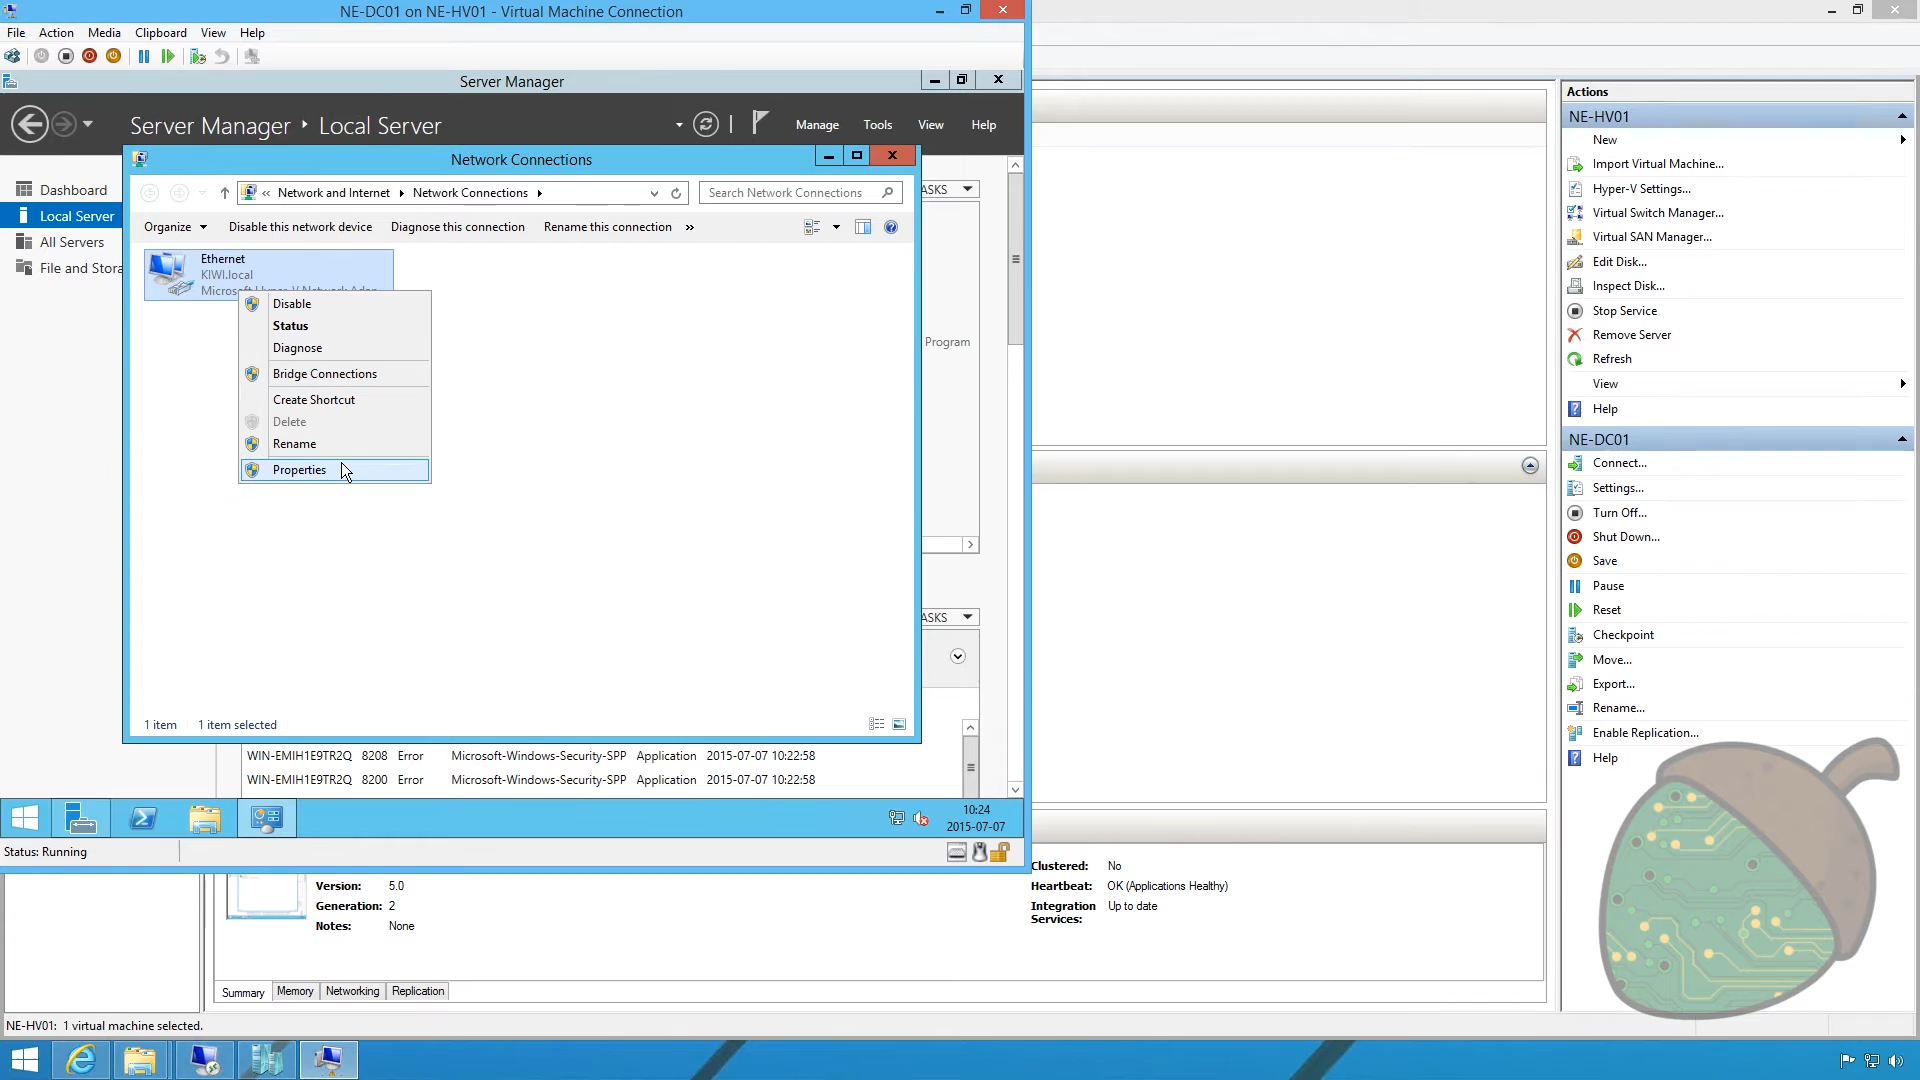 NE-DC01 on NE-HV01 - Virtual Machine Connection
File Action Media Clipboard View Help
Server Manager
Server Manager Local Server
Manage Tools View Help
Network Connections
Dashboard
Local Server
All Servers
File and Stora
« Network and Internet Network Connections
Search Network Connections
ASKS
Organize Disable this network device Diagnose this connection Rename this connection »
Ethernet
KIWI.local
Microsoft Hyper-V Network Adap
Disable
Status
Diagnose
Bridge Connections
Create Shortcut
Delete
Rename
Properties
Program
ASKS
1 item 1 item selected
WIN-EMIH1E9TR2Q 8208 Error Microsoft-Windows-Security-SPP Application 2015-07-07 10:22:58
WIN-EMIH1E9TR2Q 8200 Error Microsoft-Windows-Security-SPP Application 2015-07-07 10:22:58
10:24
2015-07-07
Status: Running
Version: 5.0
Generation: 2
Notes: None
Clustered: No
Heartbeat: OK (Applications Healthy)
Integration Up to date
Services:
Summary Memory Networking Replication
NE-HV01: 1 virtual machine selected.
Actions
NE-HV01
New
Import Virtual Machine...
Hyper-V Settings...
Virtual Switch Manager...
Virtual SAN Manager...
Edit Disk...
Inspect Disk...
Stop Service
Remove Server
Refresh
View
Help
NE-DC01
Connect...
Settings...
Turn Off...
Shut Down...
Save
Pause
Reset
Checkpoint
Move...
Export...
Rename...
Enable Replication...
Help